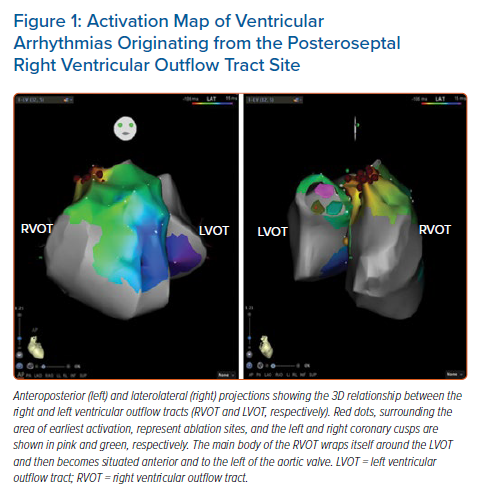 Figure 1: Activation Map of Ventricular
Arrhythmias Originating from the Posteroseptal
Right Ventricular Outflow Tract Site
LAT
LAT
RVOT
LVOT
LVOT
RVOT
Anteroposterior (left) and laterolateral (right) projections showing the 3D relationship between the
right and left ventricular outflow tracts (RVOT and LVOT, respectively). Red dots, surrounding the
area of earliest activation, represent ablation sites, and the left and right coronary cusps are
shown in pink and green, respectively. The main body of the RVOT wraps itself around the LVOT
and then becomes situated anterior and to the left of the aortic valve. LVOT = left ventricular
outflow tract; RVOT = right ventricular outflow tract.